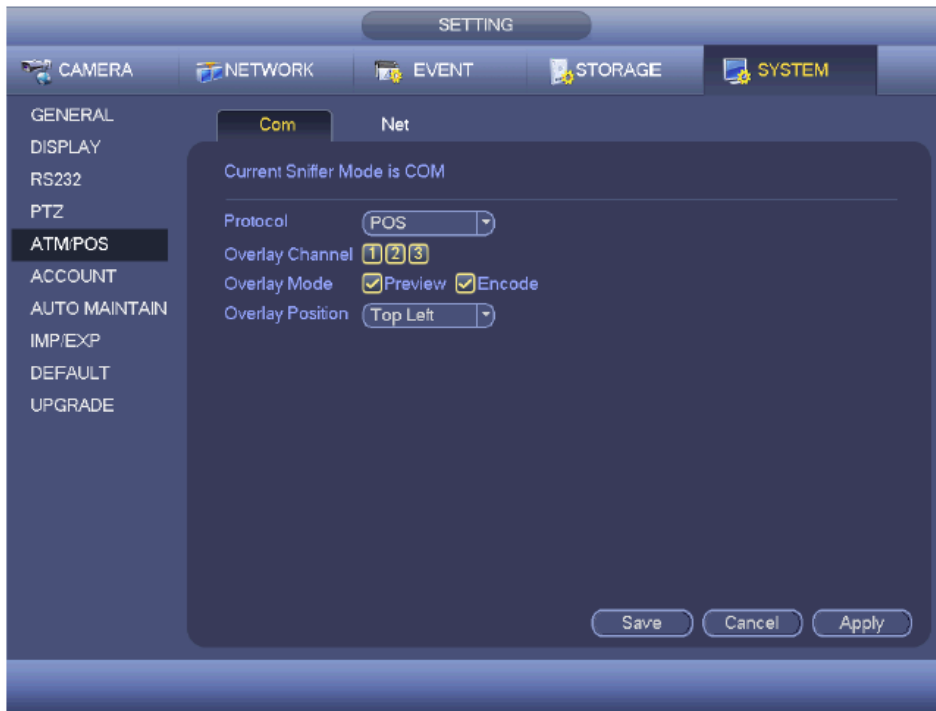 SETTING
CAMERA NETWORK EVENT STORAGE SYSTEM
GENERAL
DISPLAY
RS232
PTZ
ATM/POS
ACCOUNT
AUTO MAINTAIN
IMP/EXP
DEFAULT
UPGRADE
Com Net
Current Sniffer Mode is COM
Protocol POS
Overlay Channel 1 2 3
Overlay Mode Preview Encode
Overlay Position Top Left
Save Cancel Apply